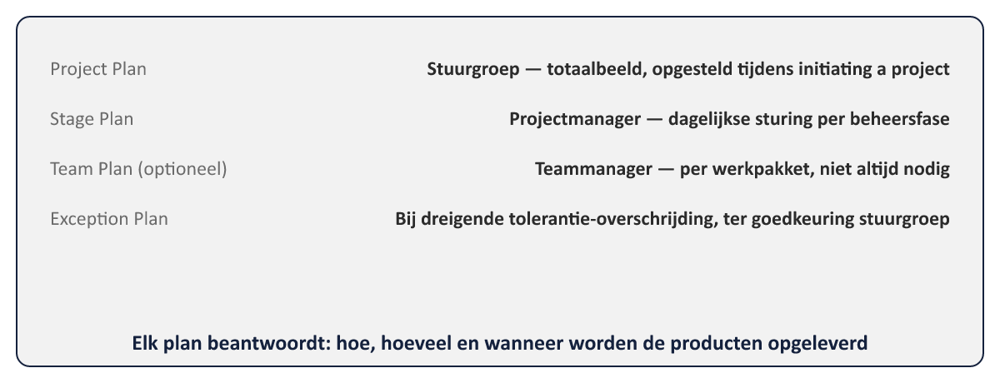 Project Plan Stuurgroep — totaalbeeld, opgesteld tijdens initiating a project
Stage Plan Projectmanager — dagelijkse sturing per beheersfase
Team Plan (optioneel) Teammanager — per werkpakket, niet altijd nodig
Exception Plan Bij dreigende tolerantie-overschrijding, ter goedkeuring stuurgroep
Elk plan beantwoordt: hoe, hoeveel en wanneer worden de producten opgeleverd